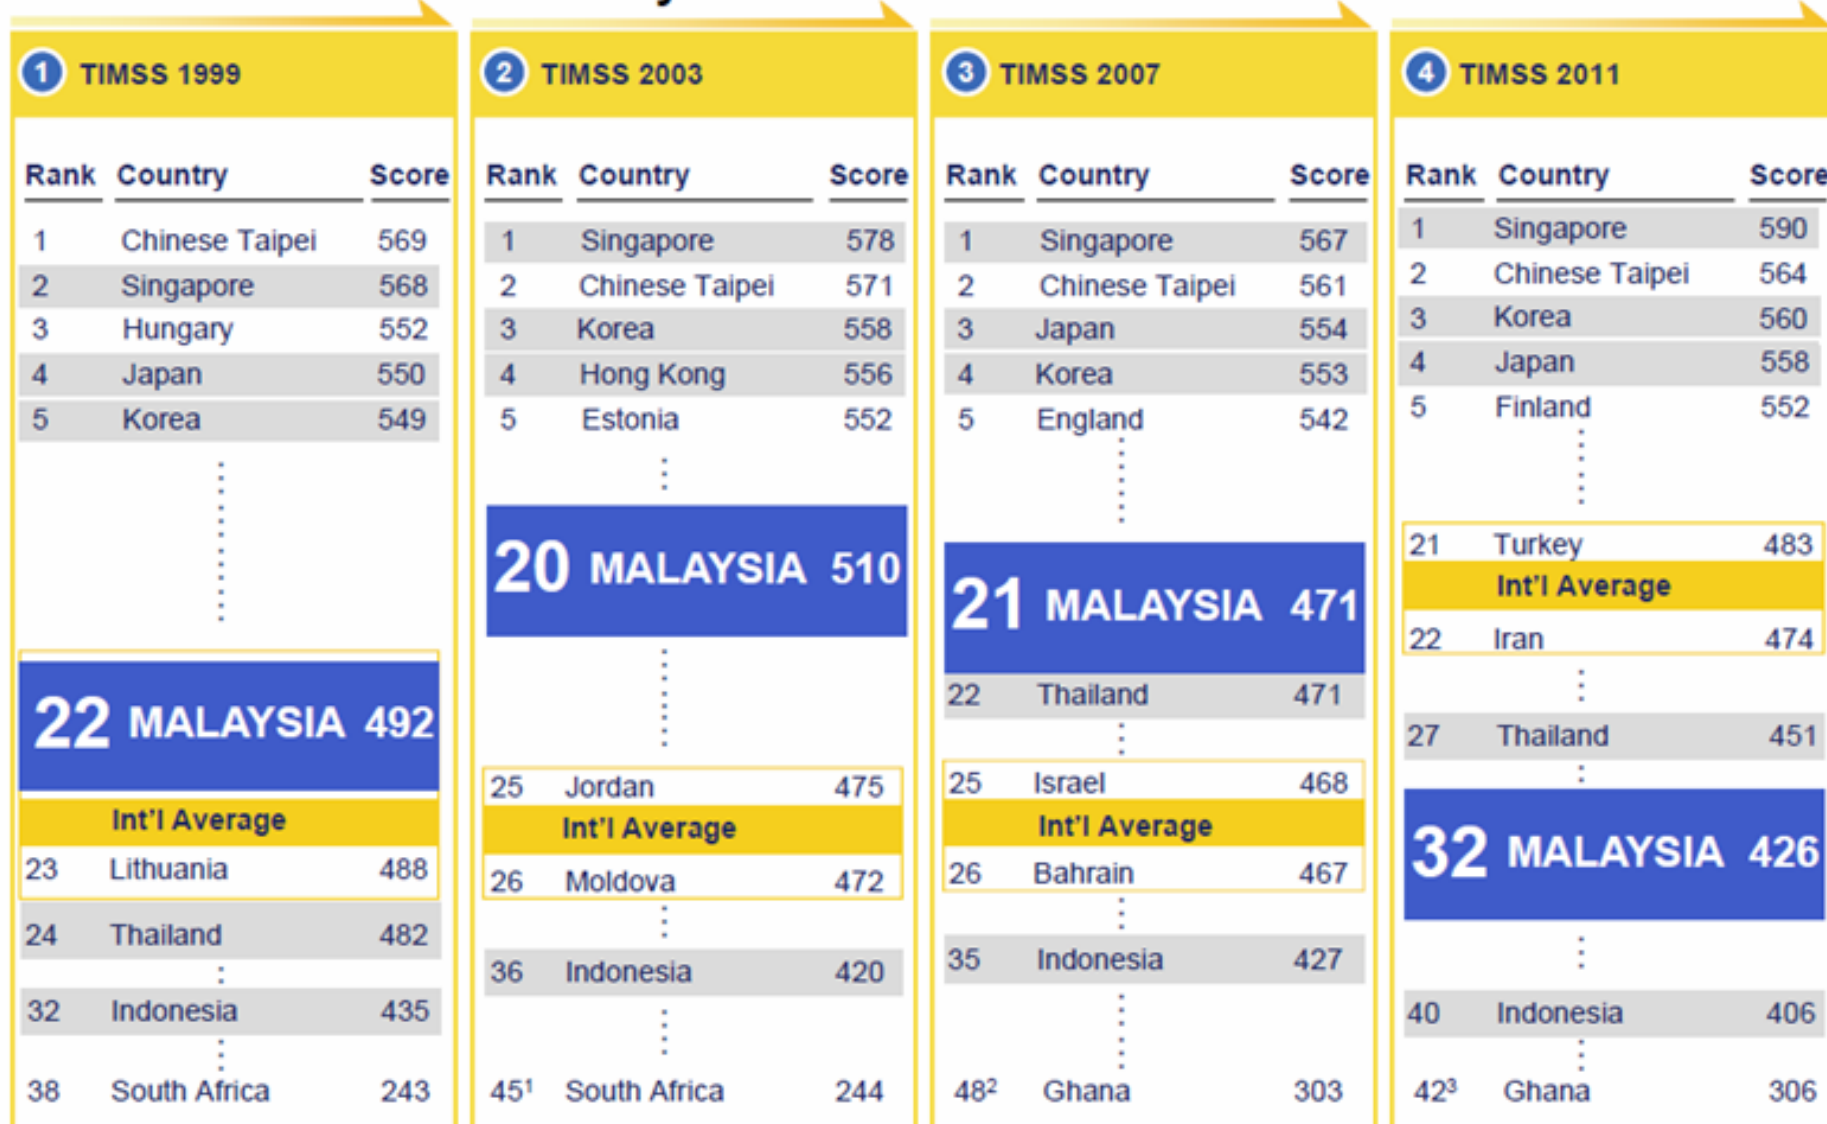 1 TIMSS 1999
Rank Country Score
1 Chinese Taipei 569
2 Singapore 568
3 Hungary 552
4 Japan 550
5 Korea 549
22 MALAYSIA 492
Int'l Average
23 Lithuania 488
24 Thailand 482
32 Indonesia 435
38 South Africa 243
2 TIMSS 2003
Rank Country Score
1 Singapore 578
2 Chinese Taipei 571
3 Korea 558
4 Hong Kong 556
5 Estonia 552
20 MALAYSIA 510
25 Jordan 475
Int'l Average
26 Moldova 472
36 Indonesia 420
45¹ South Africa 244
3 TIMSS 2007
Rank Country Score
1 Singapore 567
2 Chinese Taipei 561
3 Japan 554
4 Korea 553
5 England 542
21 MALAYSIA 471
22 Thailand 471
25 Israel 468
Int'l Average
26 Bahrain 467
35 Indonesia 427
48² Ghana 303
4 TIMSS 2011
Rank Country Score
1 Singapore 590
2 Chinese Taipei 564
3 Korea 560
4 Japan 558
5 Finland 552
21 Turkey 483
Int'l Average
22 Iran 474
27 Thailand 451
32 MALAYSIA 426
40 Indonesia 406
42³ Ghana 306